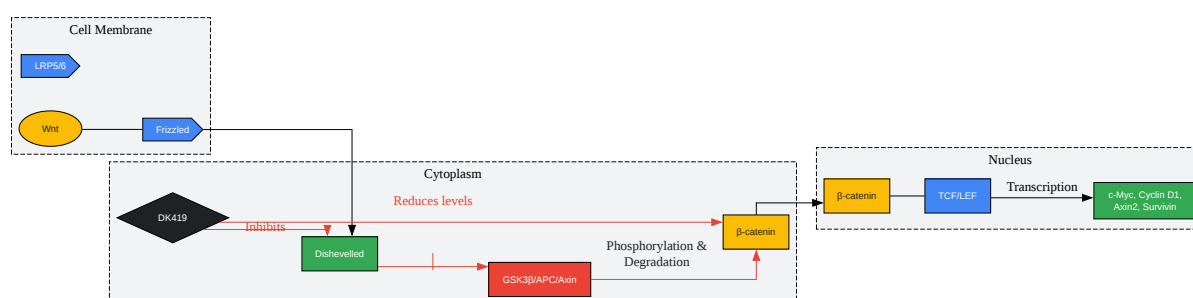 Cell Membrane
LRP5/6
Wnt
Frizzled
Cytoplasm
DK419
Reduces levels
Inhibits
Dishevelled
GSK3β/APC/Axin
Phosphorylation &
Degradation
β-catenin
Nucleus
β-catenin
TCF/LEF
Transcription
c-Myc, Cyclin D1,
Axin2, Survivin